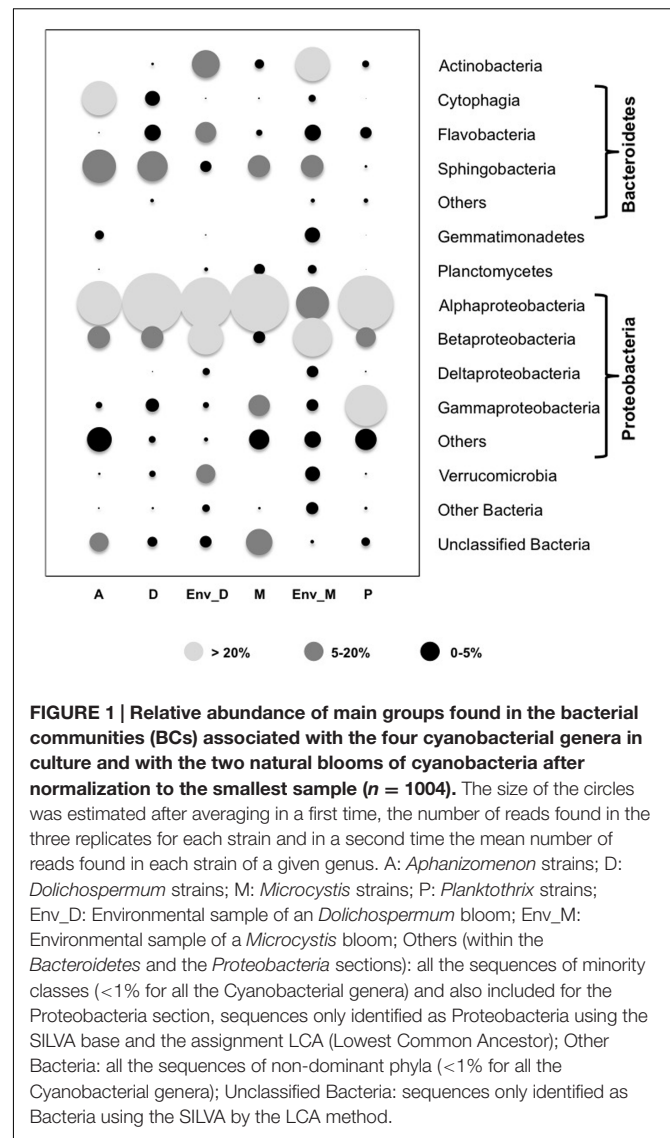 Actinobacteria
Cytophagia
Flavobacteria
Sphingobacteria
Others
Bacteroidetes
Gemmatimonadetes
Planctomycetes
Alphaproteobacteria
Betaproteobacteria
Deltaproteobacteria
Gammaproteobacteria
Others
Proteobacteria
Verrucomicrobia
Other Bacteria
Unclassified Bacteria
A D Env_D M Env_M P
> 20% 5-20% 0-5%
FIGURE 1 | Relative abundance of main groups found in the bacterial
communities (BCs) associated with the four cyanobacterial genera in
culture and with the two natural blooms of cyanobacteria after
normalization to the smallest sample (n = 1004). The size of the circles
was estimated after averaging in a first time, the number of reads found in the
three replicates for each strain and in a second time the mean number of
reads found in each strain of a given genus. A: Aphanizomenon strains; D:
Dolichospermum strains; M: Microcystis strains; P: Planktothrix strains;
Env_D: Environmental sample of an Dolichospermum bloom; Env_M:
Environmental sample of a Microcystis bloom; Others (within the
Bacteroidetes and the Proteobacteria sections): all the sequences of minority
classes (<1% for all the Cyanobacterial genera) and also included for the
Proteobacteria section, sequences only identified as Proteobacteria using the
SILVA base and the assignment LCA (Lowest Common Ancestor); Other
Bacteria: all the sequences of non-dominant phyla (<1% for all the
Cyanobacterial genera); Unclassified Bacteria: sequences only identified as
Bacteria using the SILVA by the LCA method.